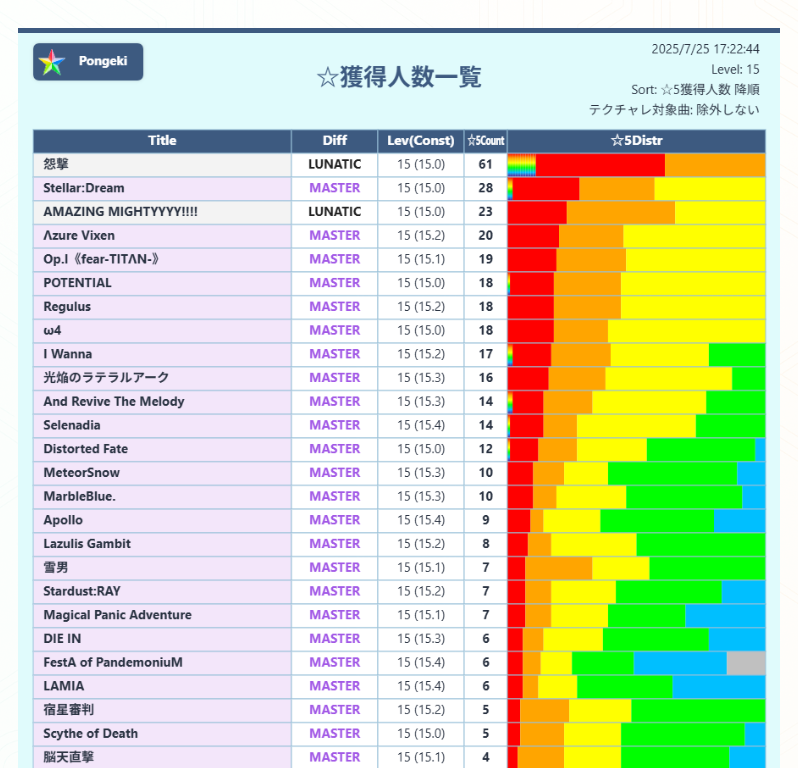 Pongeki
☆獲得人数一覧
2025/7/25 17:22:44
Level: 15
Sort: ☆5獲得人数 降順
テクチャレ対象曲: 除外しない
Title Diff Lev(Const) ☆5Count ☆5Distr
怨撃 LUNATIC 15 (15.0) 61
Stellar:Dream MASTER 15 (15.0) 28
AMAZING MIGHTYYYY!!!! LUNATIC 15 (15.0) 23
Λzure Vixen MASTER 15 (15.2) 20
Op.I《fear-TITΛN-》 MASTER 15 (15.1) 19
POTENTIAL MASTER 15 (15.0) 18
Regulus MASTER 15 (15.2) 18
ω4 MASTER 15 (15.0) 18
I Wanna MASTER 15 (15.2) 17
光焔のラテラルアーク MASTER 15 (15.3) 16
And Revive The Melody MASTER 15 (15.3) 14
Selenadia MASTER 15 (15.4) 14
Distorted Fate MASTER 15 (15.0) 12
MeteorSnow MASTER 15 (15.3) 10
MarbleBlue. MASTER 15 (15.3) 10
Apollo MASTER 15 (15.4) 9
Lazulis Gambit MASTER 15 (15.2) 8
雪男 MASTER 15 (15.1) 7
Stardust:RAY MASTER 15 (15.2) 7
Magical Panic Adventure MASTER 15 (15.1) 7
DIE IN MASTER 15 (15.3) 6
FestA of PandemoniuM MASTER 15 (15.4) 6
LAMIA MASTER 15 (15.4) 6
宿星審判 MASTER 15 (15.2) 5
Scythe of Death MASTER 15 (15.0) 5
脳天直撃 MASTER 15 (15.1) 4